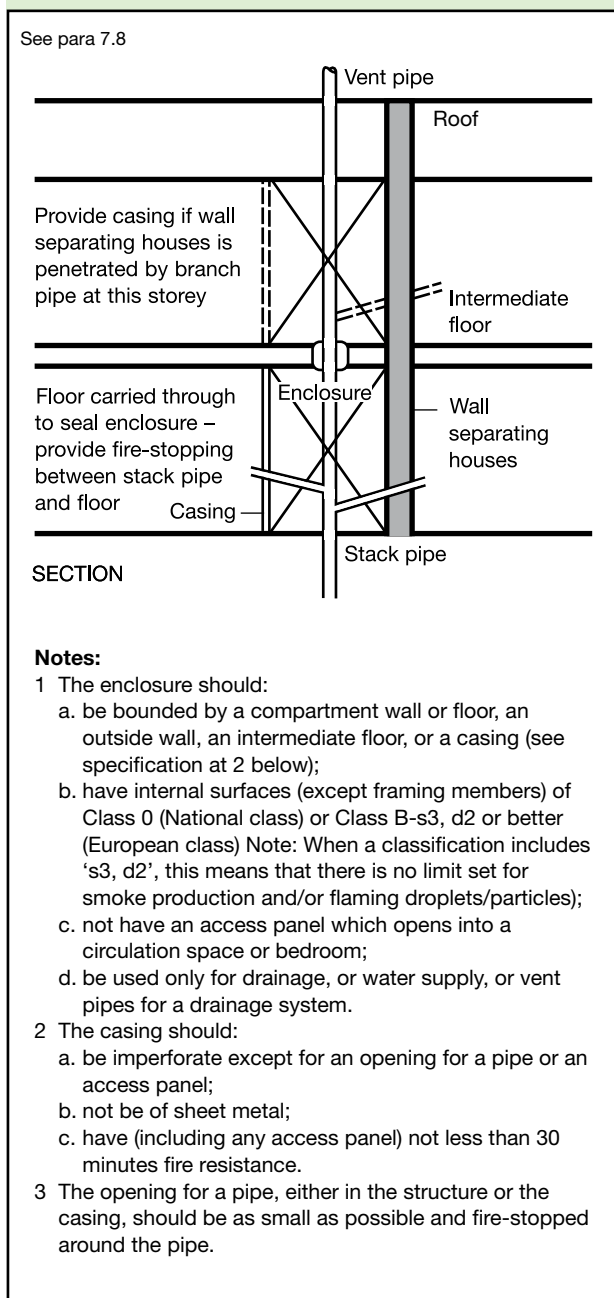 See para 7.8
Vent pipe
Roof
Provide casing if wall
separating houses is
penetrated by branch
pipe at this storey
Intermediate
floor
Floor carried through
to seal enclosure –
provide fire-stopping
between stack pipe
and floor
Enclosure
Wall
separating
houses
Casing
Stack pipe
SECTION
Notes:
1 The enclosure should:
a. be bounded by a compartment wall or floor, an
outside wall, an intermediate floor, or a casing (see
specification at 2 below);
b. have internal surfaces (except framing members) of
Class 0 (National class) or Class B-s3, d2 or better
(European class) Note: When a classification includes
‘s3, d2’, this means that there is no limit set for
smoke production and/or flaming droplets/particles);
c. not have an access panel which opens into a
circulation space or bedroom;
d. be used only for drainage, or water supply, or vent
pipes for a drainage system.
2 The casing should:
a. be imperforate except for an opening for a pipe or an
access panel;
b. not be of sheet metal;
c. have (including any access panel) not less than 30
minutes fire resistance.
3 The opening for a pipe, either in the structure or the
casing, should be as small as possible and fire-stopped
around the pipe.